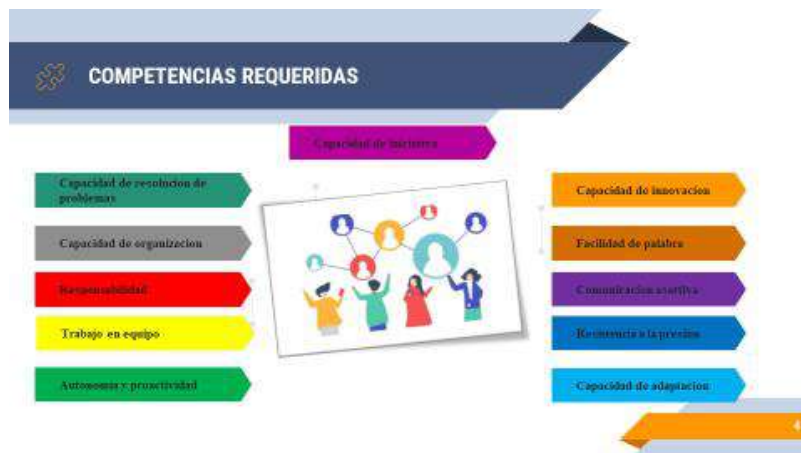 COMPETENCIAS REQUERIDAS
Capacidad de iniciativa
Capacidad de resolucion de
problemas
Capacidad de organizacion
Responsabilidad
Trabajo en equipo
Autonomia y proactividad
Capacidad de innovacion
Facilidad de palabra
Comunicacion asertiva
Resistencia a la presion
Capacidad de adaptacion
4